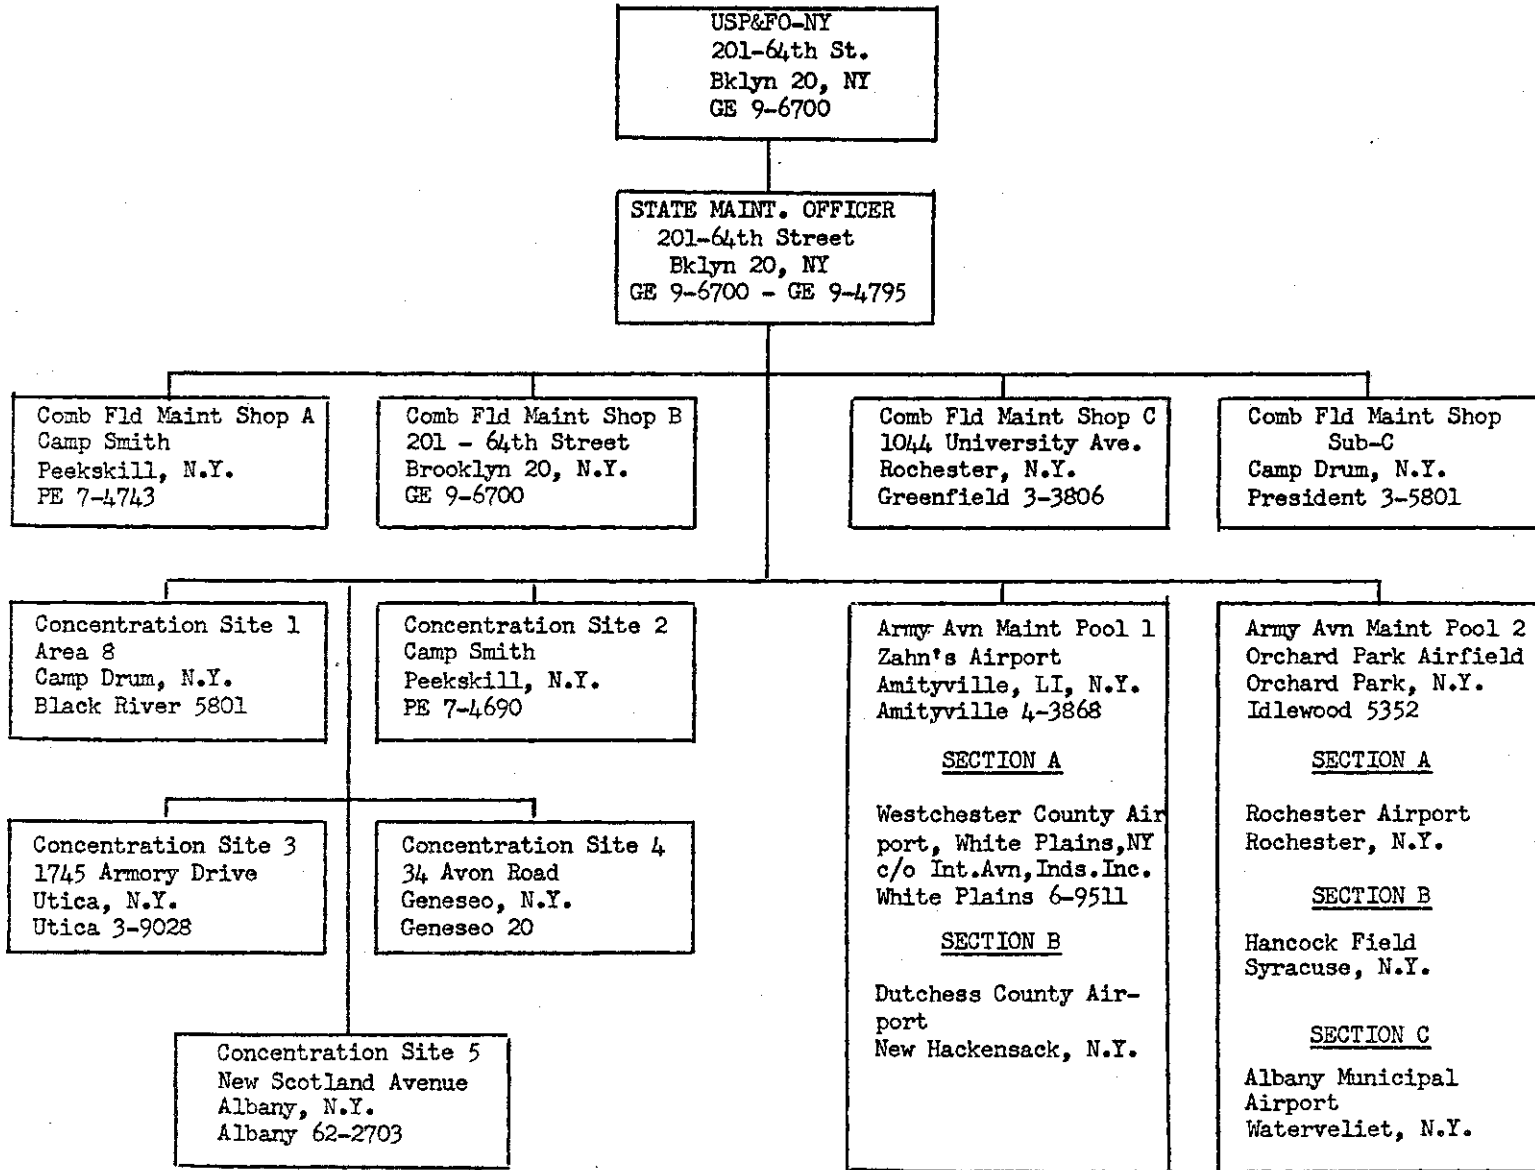 USP&FO-NY
201-64th St.
Bklyn 20, NY
GE 9-6700
STATE MAINT. OFFICER
201-64th Street
Bklyn 20, NY
GE 9-6700 - GE 9-4795
Comb Fld Maint Shop A
Camp Smith
Peekskill, N.Y.
PE 7-4743
Comb Fld Maint Shop B
201 - 64th Street
Brooklyn 20, N.Y.
GE 9-6700
Comb Fld Maint Shop C
1044 University Ave.
Rochester, N.Y.
Greenfield 3-3806
Comb Fld Maint Shop
Sub-C
Camp Drum, N.Y.
President 3-5801
Concentration Site 1
Area 8
Camp Drum, N.Y.
Black River 5801
Concentration Site 2
Camp Smith
Peekskill, N.Y.
PE 7-4690
Concentration Site 3
1745 Armory Drive
Utica, N.Y.
Utica 3-9028
Concentration Site 4
34 Avon Road
Geneseo, N.Y.
Geneseo 20
Concentration Site 5
New Scotland Avenue
Albany, N.Y.
Albany 62-2703
Army Avn Maint Pool 1
Zahn's Airport
Amityville, LI, N.Y.
Amityville 4-3868
SECTION A
Westchester County Air
port, White Plains,NY
c/o Int.Avn,Inds.Inc.
White Plains 6-9511
SECTION B
Dutchess County Air-
port
New Hackensack, N.Y.
Army Avn Maint Pool 2
Orchard Park Airfield
Orchard Park, N.Y.
Idlewood 5352
SECTION A
Rochester Airport
Rochester, N.Y.
SECTION B
Hancock Field
Syracuse, N.Y.
SECTION C
Albany Municipal
Airport
Waterveliet, N.Y.